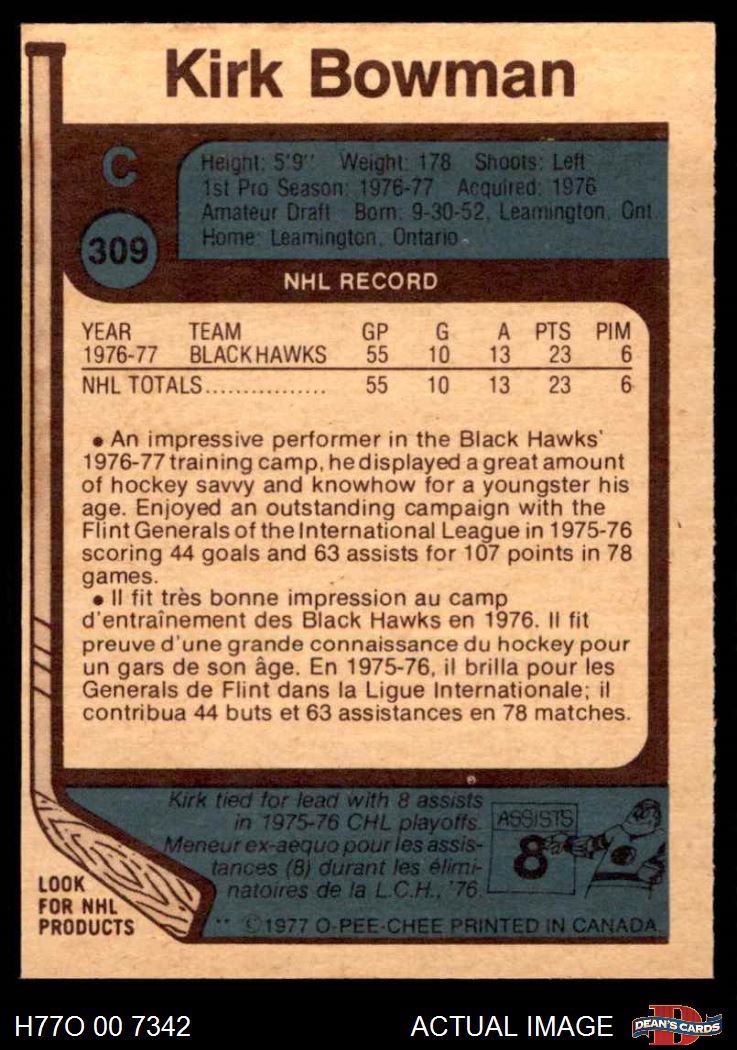 Kirk Bowman
C
309
Height: 5'9" Weight: 178 Shoots: Left
1st Pro Season: 1976-77 Acquired: 1976
Amateur Draft Born: 9-30-52, Leamington, Ont.
Home: Leamington, Ontario
NHL RECORD
YEAR TEAM GP G A PTS PIM
1976-77 BLACK HAWKS 55 10 13 23 6
NHL TOTALS................ 55 10 13 23 6
• An impressive performer in the Black Hawks'
1976-77 training camp, he displayed a great amount
of hockey savvy and knowhow for a youngster his
age. Enjoyed an outstanding campaign with the
Flint Generals of the International League in 1975-76
scoring 44 goals and 63 assists for 107 points in 78
games.
• Il fit très bonne impression au camp
d'entraînement des Black Hawks en 1976. Il fit
preuve d'une grande connaissance du hockey pour
un gars de son âge. En 1975-76, il brilla pour les
Generals de Flint dans la Ligue Internationale; il
contribua 44 buts et 63 assistances en 78 matches.
Kirk tied for lead with 8 assists
in 1975-76 CHL playoffs.
Meneur ex-aequo pour les assis-
tances (8) durant les élimi-
natoires de la L.C.H., '76.
ASSISTS
8
LOOK
FOR NHL
PRODUCTS
** ©1977 O-PEE-CHEE PRINTED IN CANADA
H77O 00 7342
ACTUAL IMAGE
DEAN'S CARDS